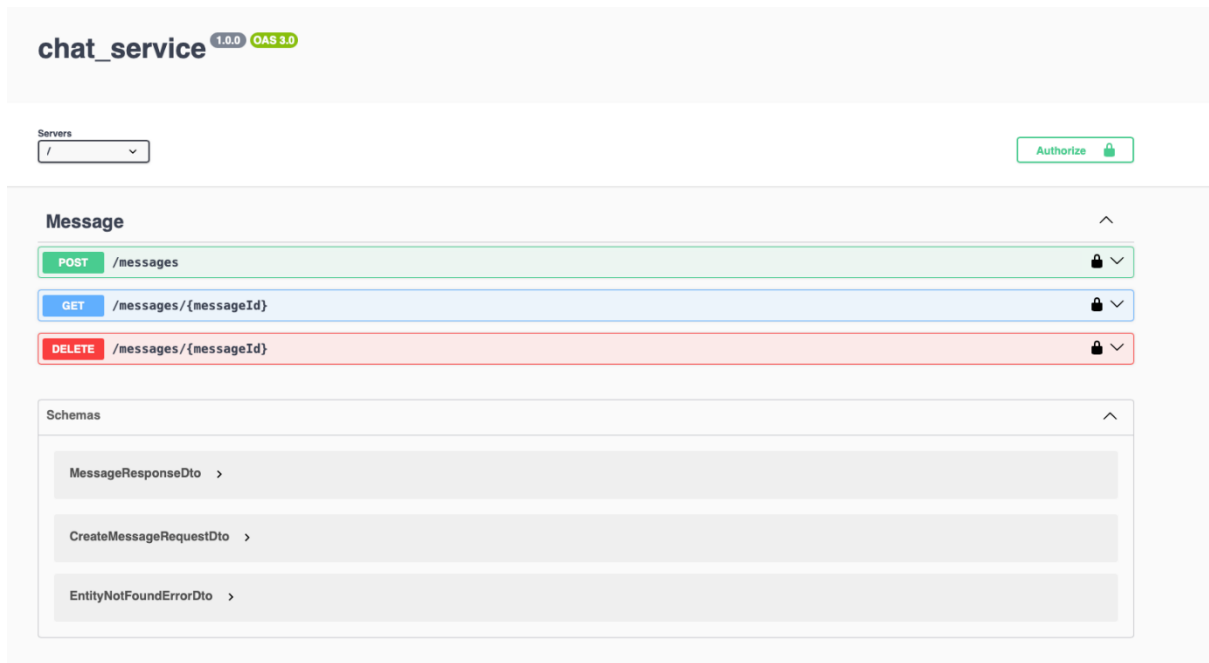 chat_service 1.0.0 OAS 3.0
Servers
/
Authorize
Message
POST /messages
GET /messages/{messageId}
DELETE /messages/{messageId}
Schemas
MessageResponseDto
CreateMessageRequestDto
EntityNotFoundErrorDto